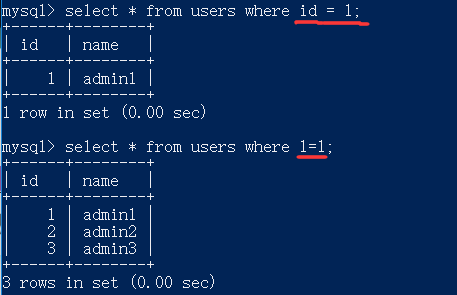 mysql> select * from users where id = 1;
+------+--------+
| id   | name   |
+------+--------+
|    1 | admin1 |
+------+--------+
1 row in set (0.00 sec)
mysql> select * from users where 1=1;
+------+--------+
| id   | name   |
+------+--------+
|    1 | admin1 |
|    2 | admin2 |
|    3 | admin3 |
+------+--------+
3 rows in set (0.00 sec)